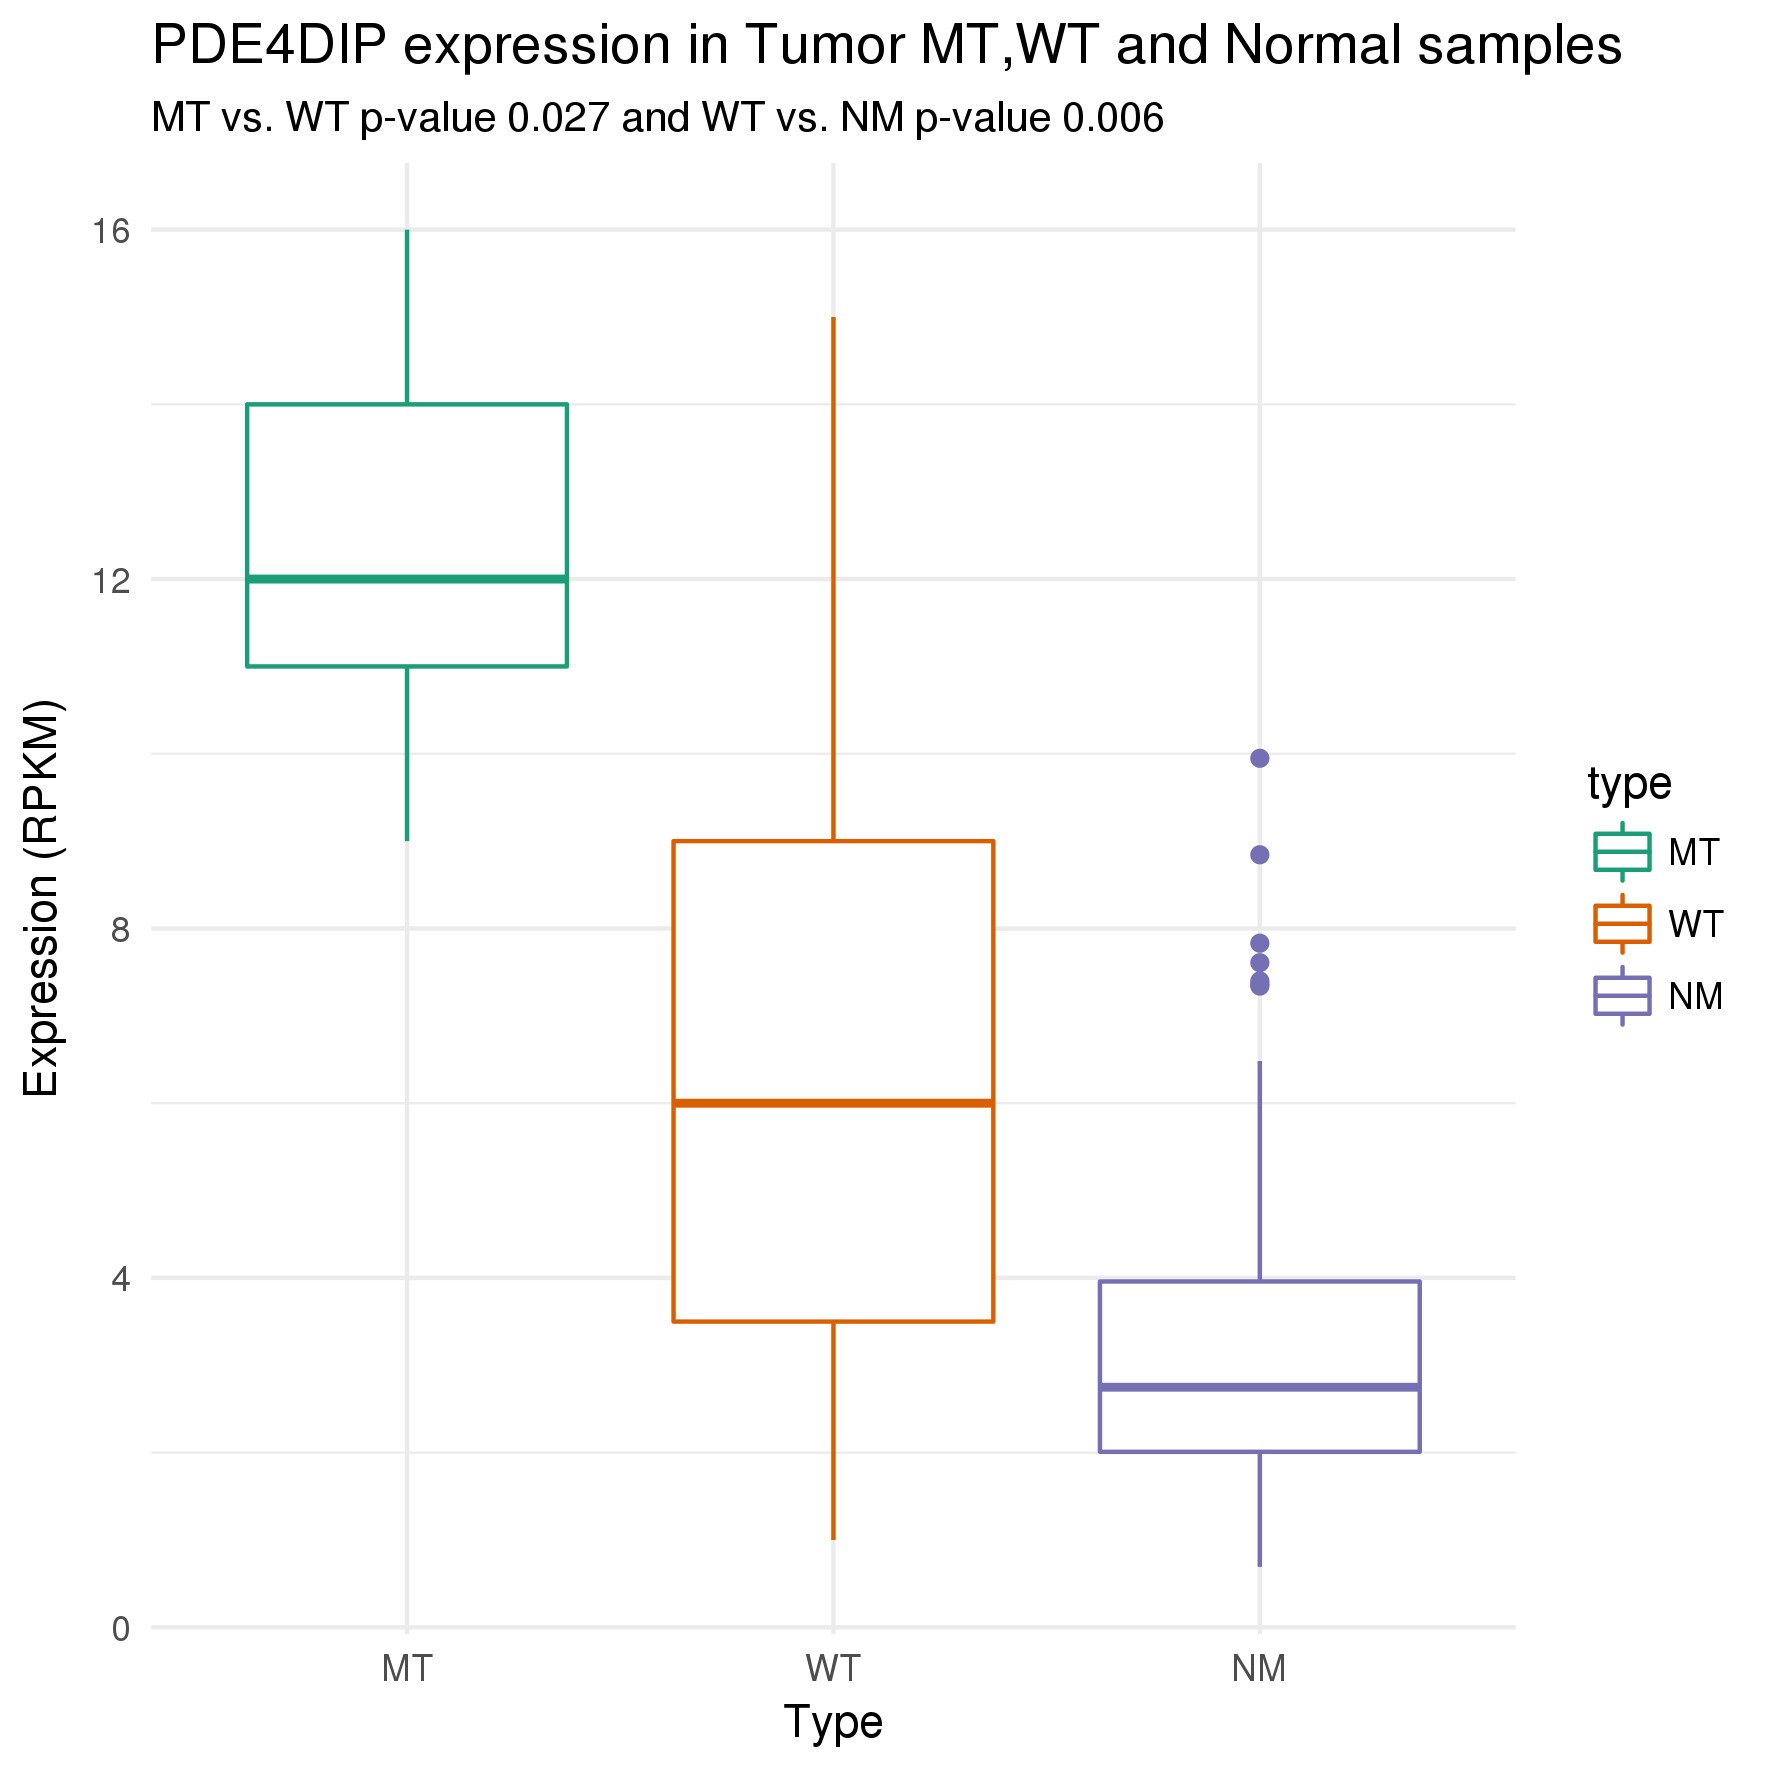 PDE4DIP expression in Tumor MT,WT and Normal samples
MT vs. WT p-value 0.027 and WT vs. NM p-value 0.006
Expression (RPKM)
16
12
8
4
0
MT WT NM
Type
type
MT
WT
NM